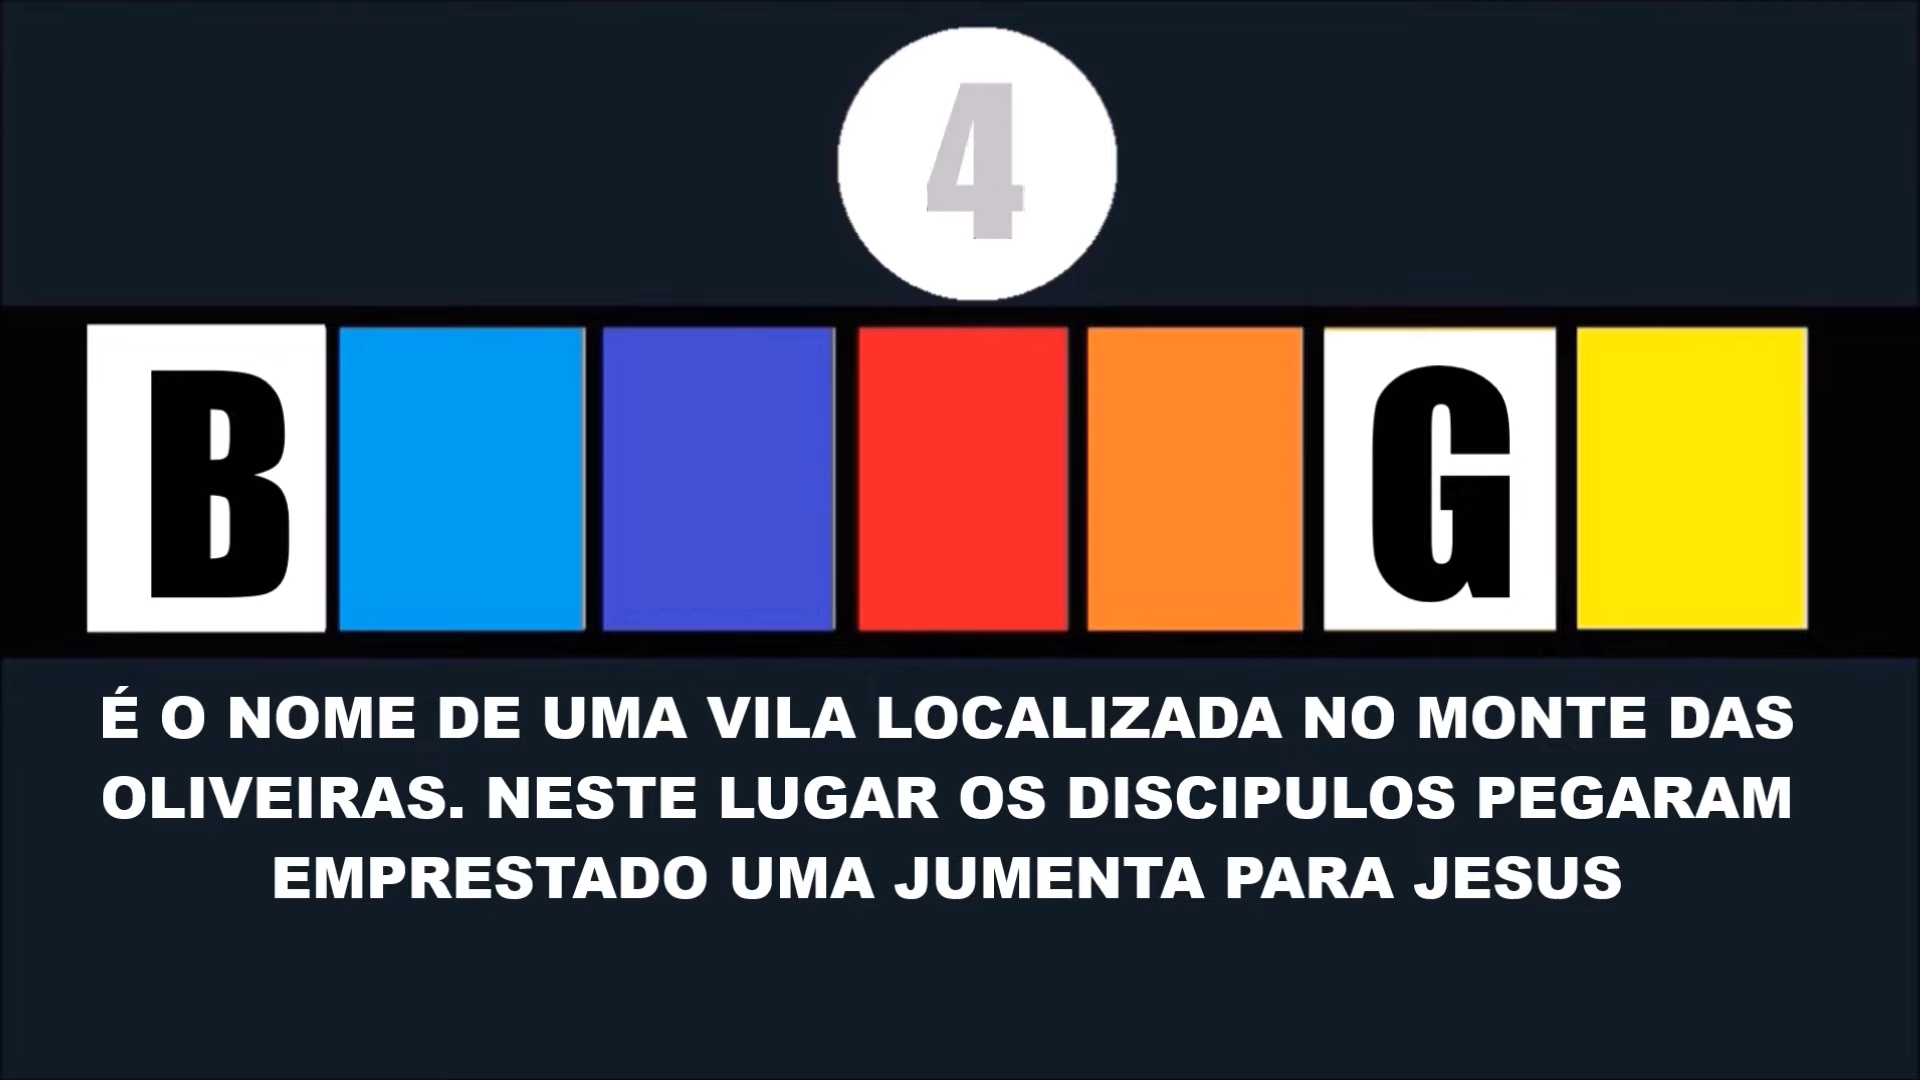 4
B G
É O NOME DE UMA VILA LOCALIZADA NO MONTE DAS
OLIVEIRAS. NESTE LUGAR OS DISCIPULOS PEGARAM
EMPRESTADO UMA JUMENTA PARA JESUS